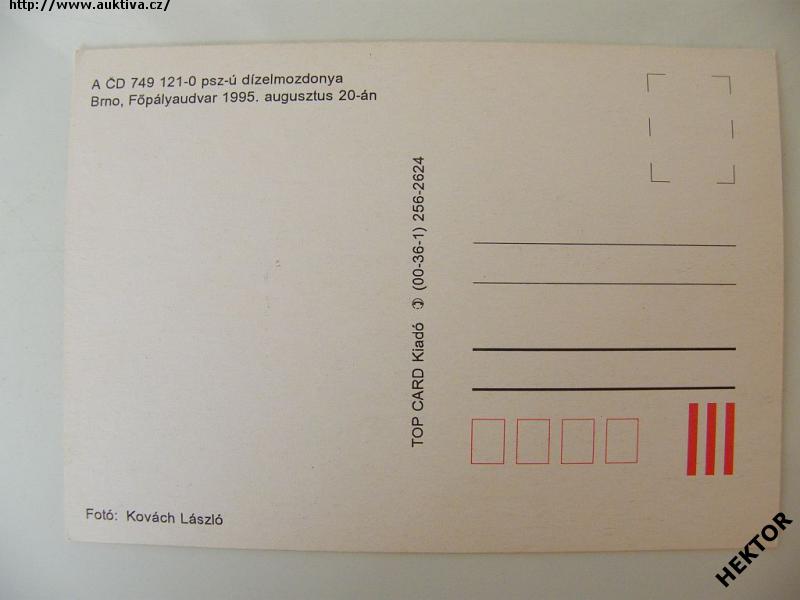 http://www.auktiva.cz/
A ČD 749 121-0 psz-ú dízelmozdonya
Brno, Főpályaudvar 1995. augusztus 20-án
TOP CARD Kiadó ✆ (00-36-1) 256-2624
Fotó: Kovách László
HEKTOR